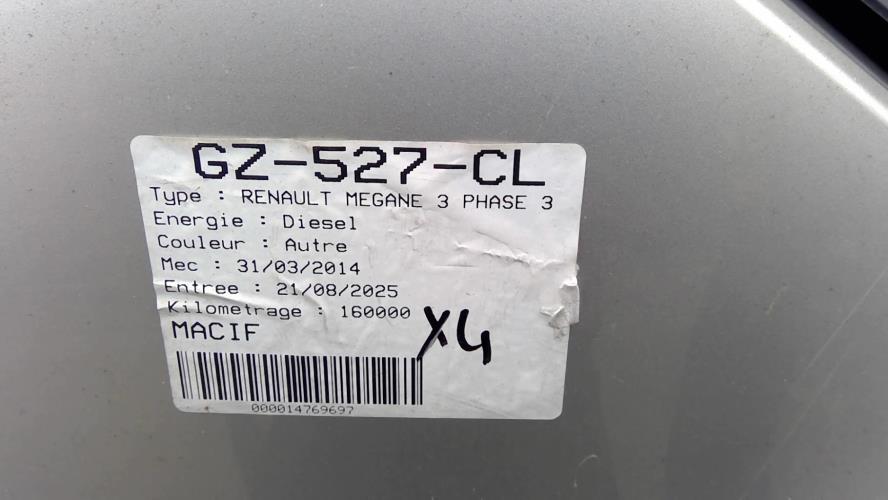 GZ-527-CL
Type : RENAULT MEGANE 3 PHASE 3
Energie : Diesel
Couleur : Autre
Mec : 31/03/2014
Entree : 21/08/2025
Kilometrage : 160000
MACIF
X4
000014769697